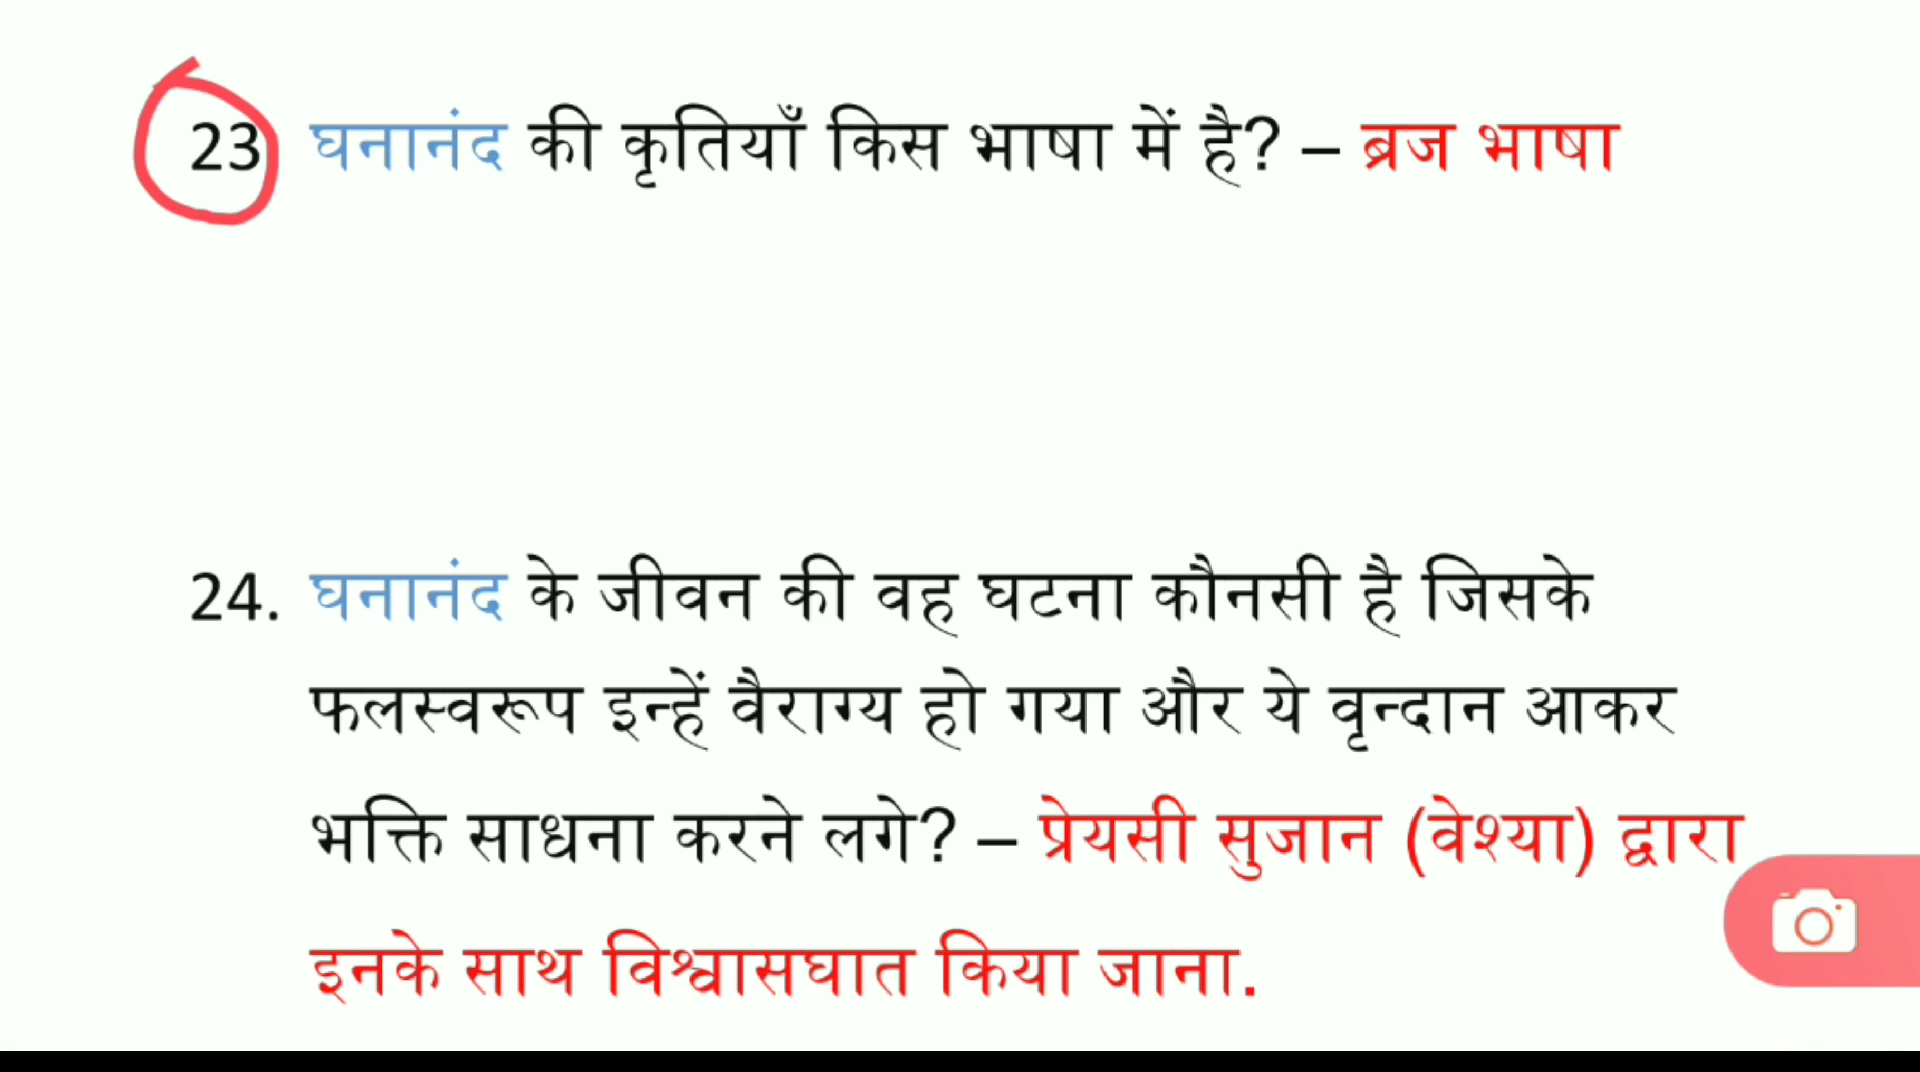 23 घनानंद की कृतियाँ किस भाषा में है? – ब्रज भाषा
24. घनानंद के जीवन की वह घटना कौनसी है जिसके
फलस्वरूप इन्हें वैराग्य हो गया और ये वृन्दान आकर
भक्ति साधना करने लगे? – प्रेयसी सुजान (वेश्या) द्वारा
इनके साथ विश्वासघात किया जाना.